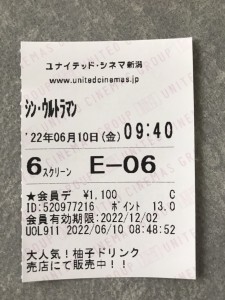 ユナイテッド・シネマ新潟
www.unitedcinemas.jp
シン・ウルトラマン
'22年06月10日(金) 09:40
6スクリーン E-06
★会員デ ¥1,100 C
ID:520977216 ポイント 13.0
会員有効期限:2022/12/02
UOL911 2022/06/10 08:48:52
大人気！柚子ドリンク
売店にて販売中！！